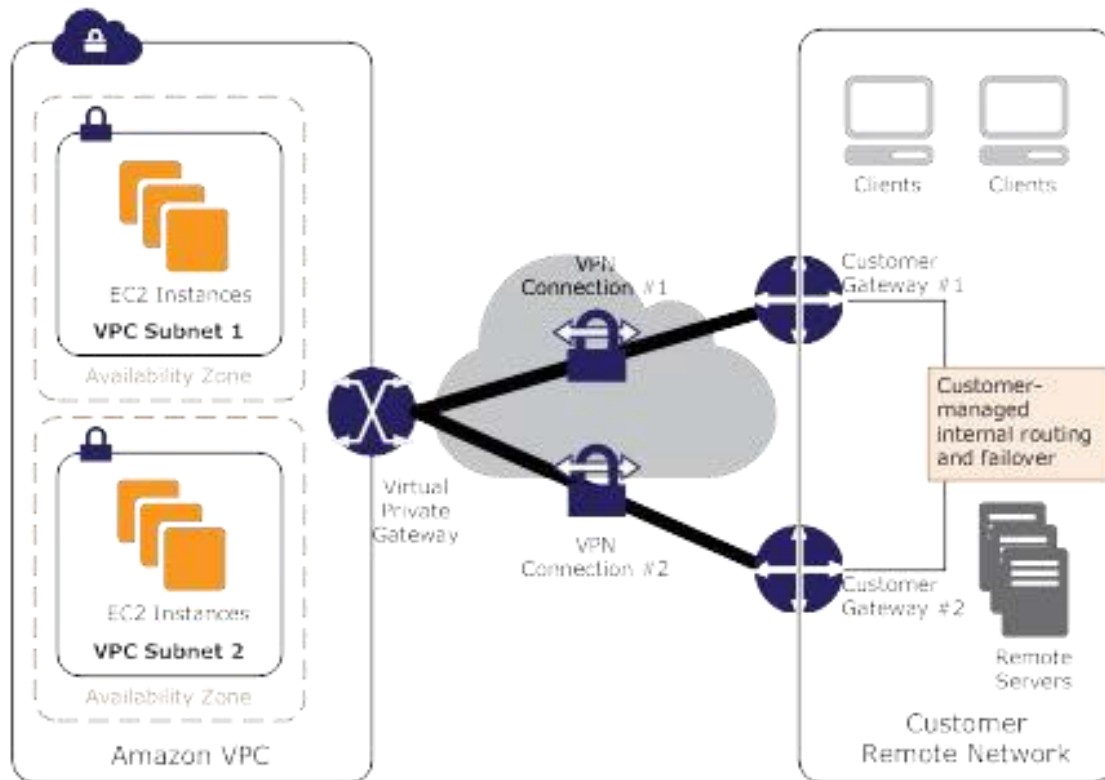 Clients
Clients
VPN
Connection #1
Customer
Gateway #1
EC2 Instances
VPC Subnet 1
Availability Zone
Customer-
managed
internal routing
and failover
Virtual
Private
Gateway
VPN
Connection #2
Customer
Gateway #2
EC2 Instances
VPC Subnet 2
Availability Zone
Remote
Servers
Amazon VPC
Customer
Remote Network